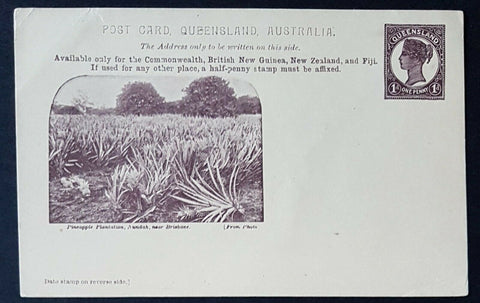 POST CARD, QUEENSLAND, AUSTRALIA.
The Address only to be written on this side.
Available only for the Commonwealth, British New Guinea, New Zealand, and Fiji.
If used for any other place, a half-penny stamp must be affixed.
QUEENSLAND
1d 1d
ONE PENNY
Pineapple Plantation, Nundah, near Brisbane. [From Photo
Date stamp on reverse side.]